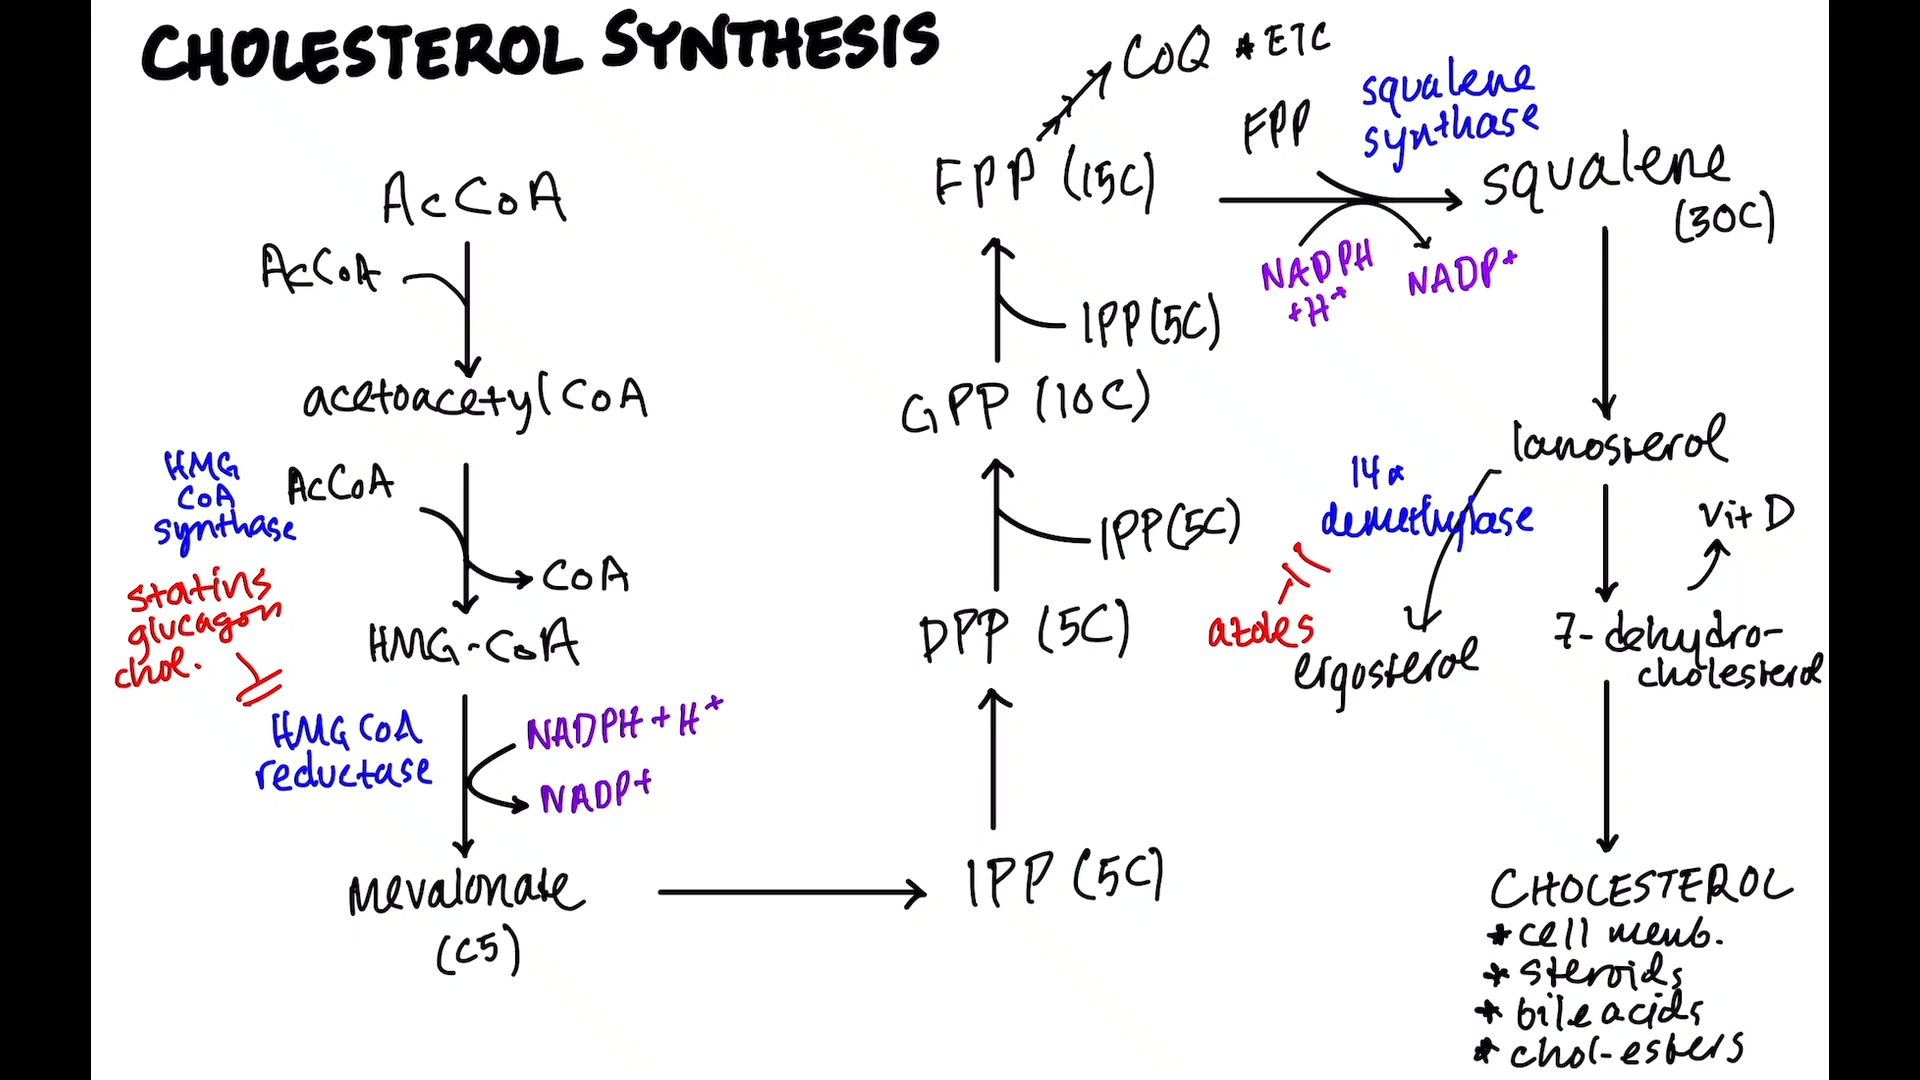 CHOLESTEROL SYNTHESIS
AcCoA
AcCoA
acetoacetyl CoA
HMG
CoA
synthase
AcCoA
CoA
statins
glucagon
chol.
HMG-CoA
HMG CoA
reductase
NADPH + H+
NADP+
Mevalonate
(C5)
IPP (5C)
DPP (5C)
IPP (5C)
GPP (10C)
IPP (5C)
FPP (15C)
CoQ * ETC
FPP
squalene
synthase
NADPH
+H+
NADP+
squalene
(30C)
lanosterol
14α
demethylase
azoles
ergosterol
Vit D
7-dehydro-
cholesterol
CHOLESTEROL
* cell memb.
* steroids
* bile acids
* chol-esters